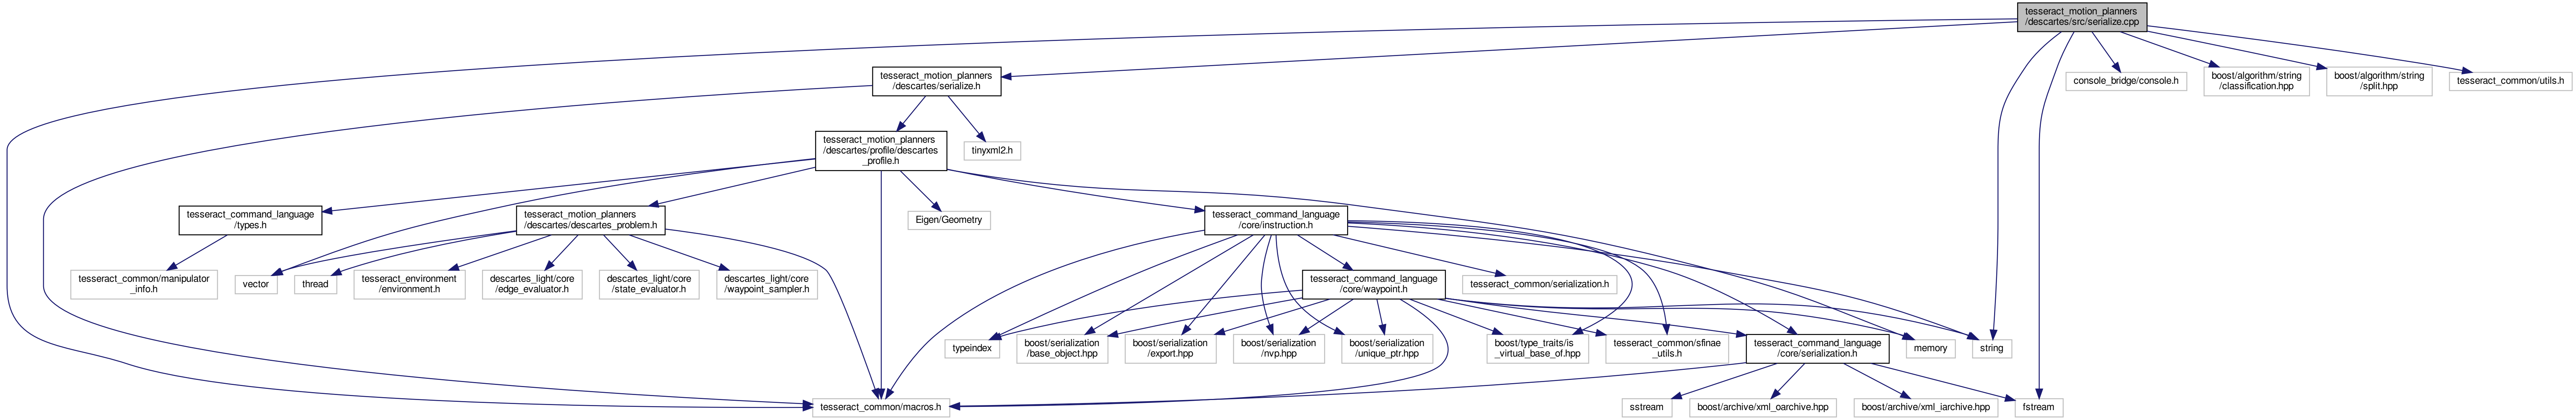 tesseract_motion_planners
/descartes/src/serialize.cpp
tesseract_motion_planners
/descartes/serialize.h
console_bridge/console.h
boost/algorithm/string
/classification.hpp
boost/algorithm/string
/split.hpp
tesseract_common/utils.h
tesseract_motion_planners
/descartes/profile/descartes
_profile.h
tinyxml2.h
tesseract_command_language
/types.h
tesseract_motion_planners
/descartes/descartes_problem.h
Eigen/Geometry
tesseract_command_language
/core/instruction.h
tesseract_common/manipulator
_info.h
vector
thread
tesseract_environment
/environment.h
descartes_light/core
/edge_evaluator.h
descartes_light/core
/state_evaluator.h
descartes_light/core
/waypoint_sampler.h
tesseract_command_language
/core/waypoint.h
tesseract_common/serialization.h
typeindex
boost/serialization
/base_object.hpp
boost/serialization
/export.hpp
boost/serialization
/nvp.hpp
boost/serialization
/unique_ptr.hpp
boost/type_traits/is
_virtual_base_of.hpp
tesseract_common/sfinae
_utils.h
tesseract_command_language
/core/serialization.h
memory
string
tesseract_common/macros.h
sstream
boost/archive/xml_oarchive.hpp
boost/archive/xml_iarchive.hpp
fstream